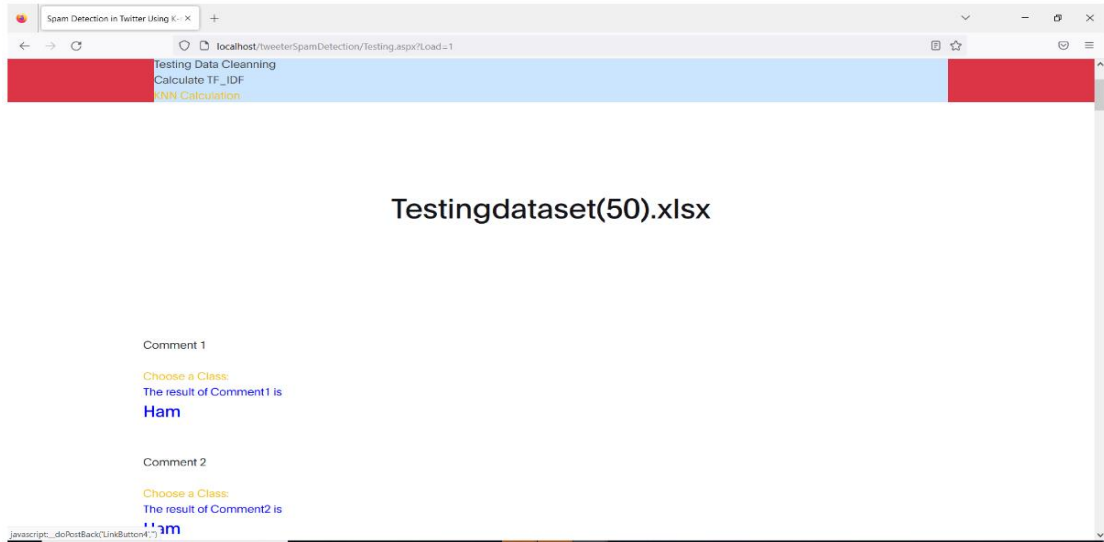 Spam Detection in Twitter Using K-
localhost/tweeterSpamDetection/Testing.aspx?Load=1
Testing Data Cleanning
Calculate TF_IDF
KNN Calculation
Testingdataset(50).xlsx
Comment 1
Choose a Class:
The result of Comment1 is
Ham
Comment 2
Choose a Class:
The result of Comment2 is
Ham
javascript:__doPostBack('LinkButton4','')